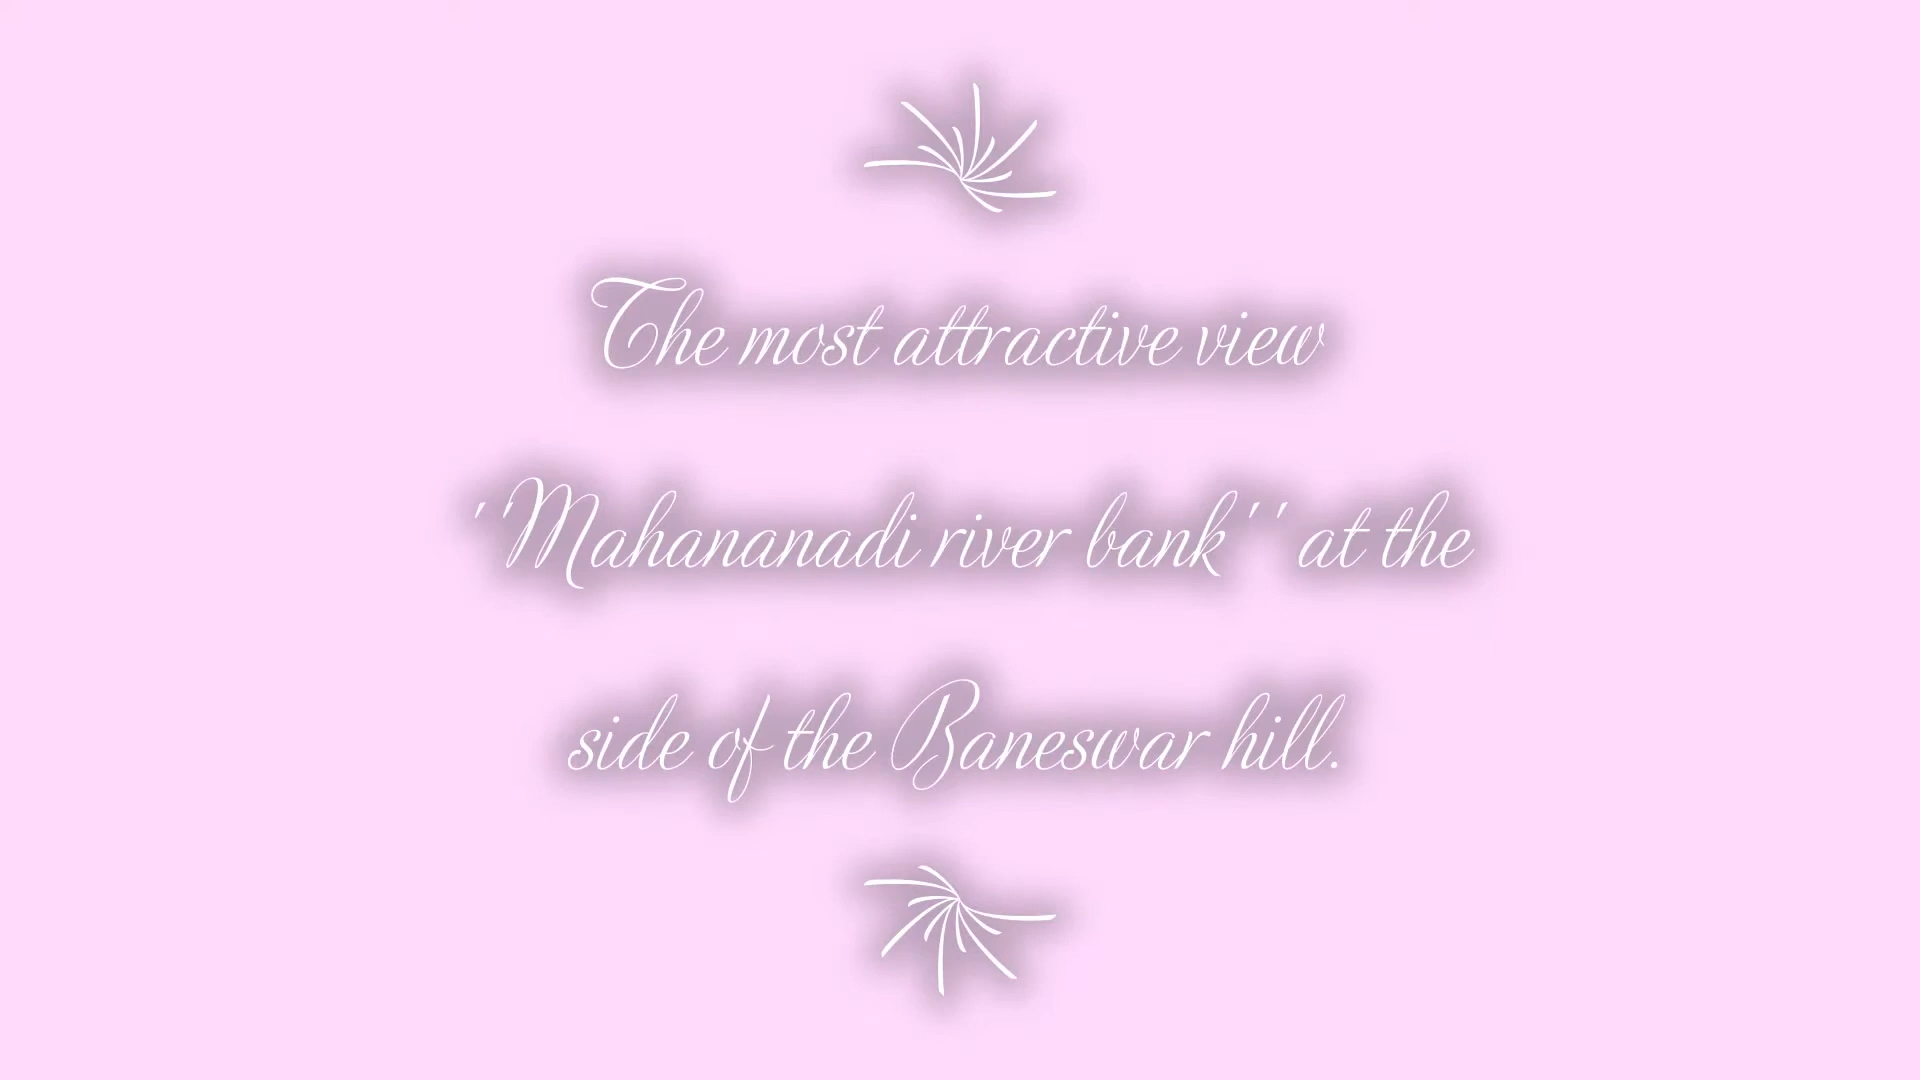 The most attractive view
''Mahananadi river bank'' at the
side of the Baneswar hill.